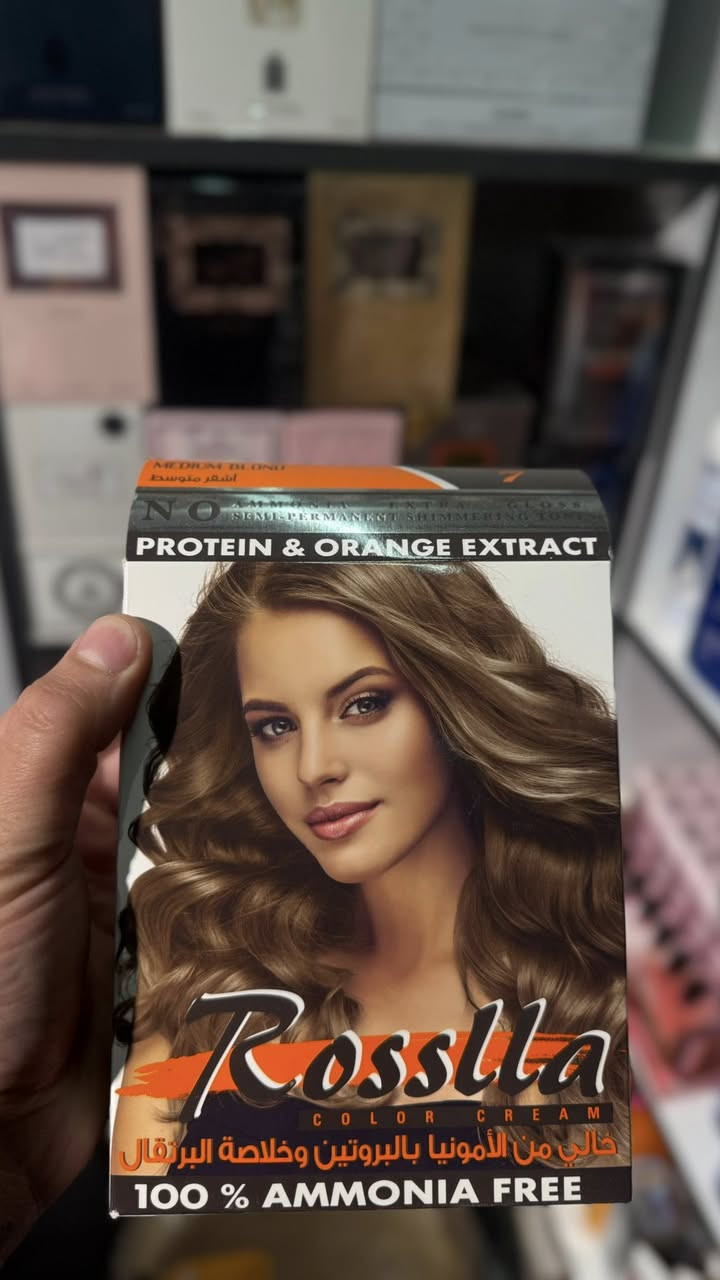 MEDIUM BLOND 7
أشقر متوسط
NO AMMONIA EXTRA GLOSS
SEMI-PERMANENT SHIMMERING TONE
PROTEIN & ORANGE EXTRACT
Rosslla
COLOR CREAM
خالي من الأمونيا بالبروتين وخلاصة البرتقال
100 % AMMONIA FREE